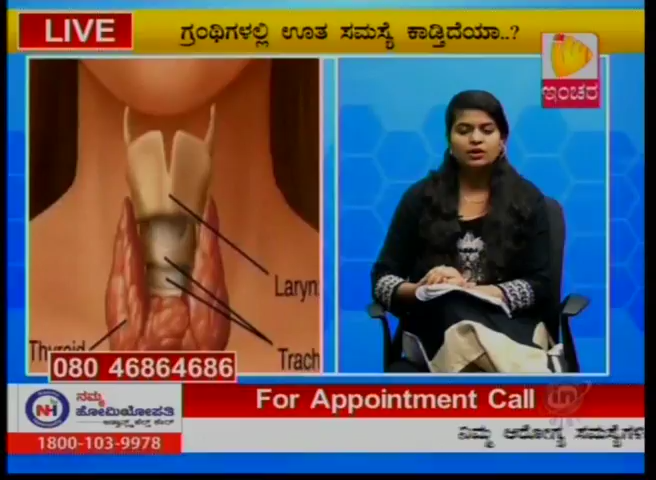 LIVE
ಗ್ರಂಥಿಗಳಲ್ಲಿ ಊತ ಸಮಸ್ಯೆ ಕಾಡ್ತಿದೆಯಾ..?
ಇಂಚರ
Laryn
Thyroid
Trach
080 46864686
ನಮ್ಮ
ಹೋಮಿಯೋಪತಿ
1800-103-9978
For Appointment Call
ನಿಮ್ಮ ಆರೋಗ್ಯ ಸಮಸ್ಯೆಗಳಿ